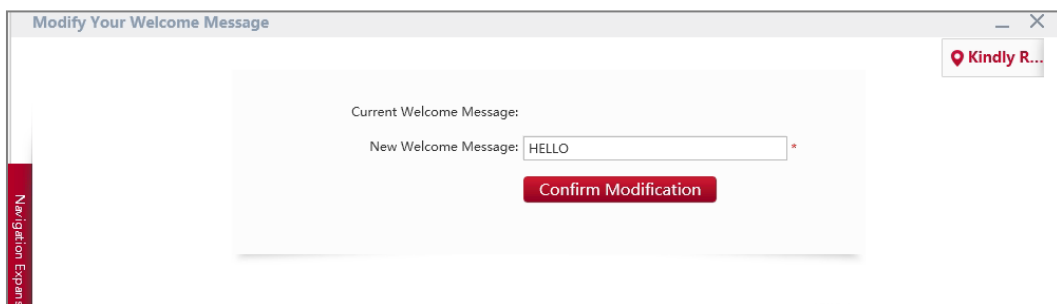 Modify Your Welcome Message
Kindly R...
Current Welcome Message:
New Welcome Message: HELLO *
Confirm Modification
Navigation Expans